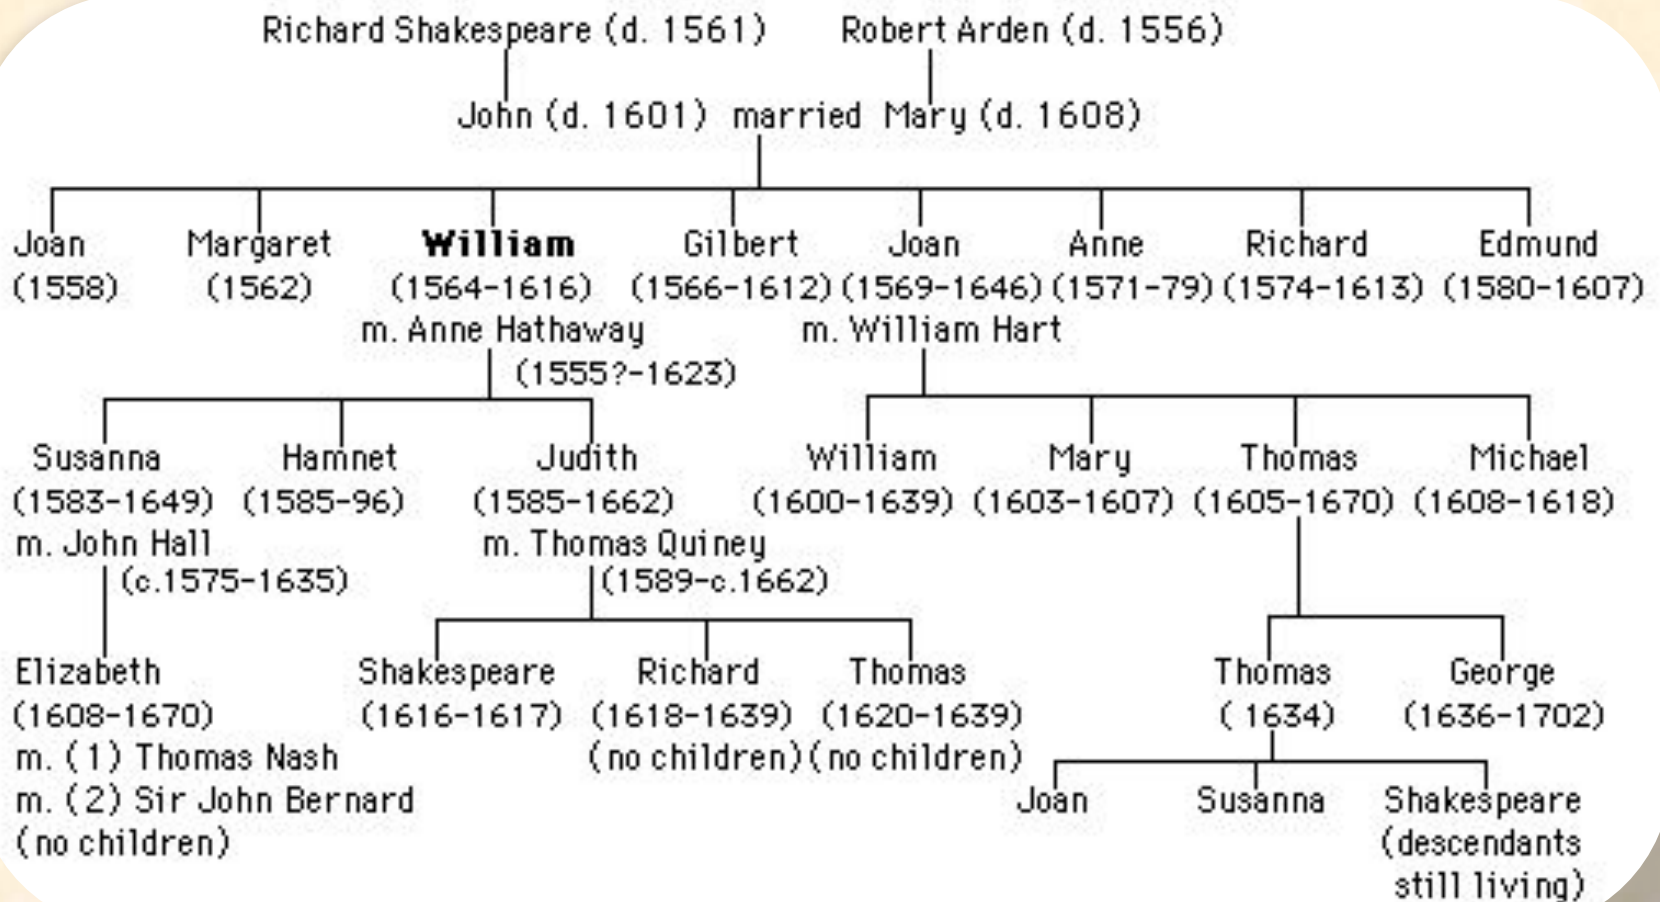 Richard Shakespeare (d. 1561) Robert Arden (d. 1556)
John (d. 1601) married Mary (d. 1608)
Joan Margaret William Gilbert Joan Anne Richard Edmund
(1558) (1562) (1564-1616) (1566-1612) (1569-1646) (1571-79) (1574-1613) (1580-1607)
m. Anne Hathaway m. William Hart
(1555?-1623)
Susanna Hamnet Judith William Mary Thomas Michael
(1583-1649) (1585-96) (1585-1662) (1600-1639) (1603-1607) (1605-1670) (1608-1618)
m. John Hall m. Thomas Quiney
(c.1575-1635) (1589-c.1662)
Elizabeth Shakespeare Richard Thomas Thomas George
(1608-1670) (1616-1617) (1618-1639) (1620-1639) ( 1634) (1636-1702)
m. (1) Thomas Nash (no children) (no children)
m. (2) Sir John Bernard Joan Susanna Shakespeare
(no children) (descendants
still living)